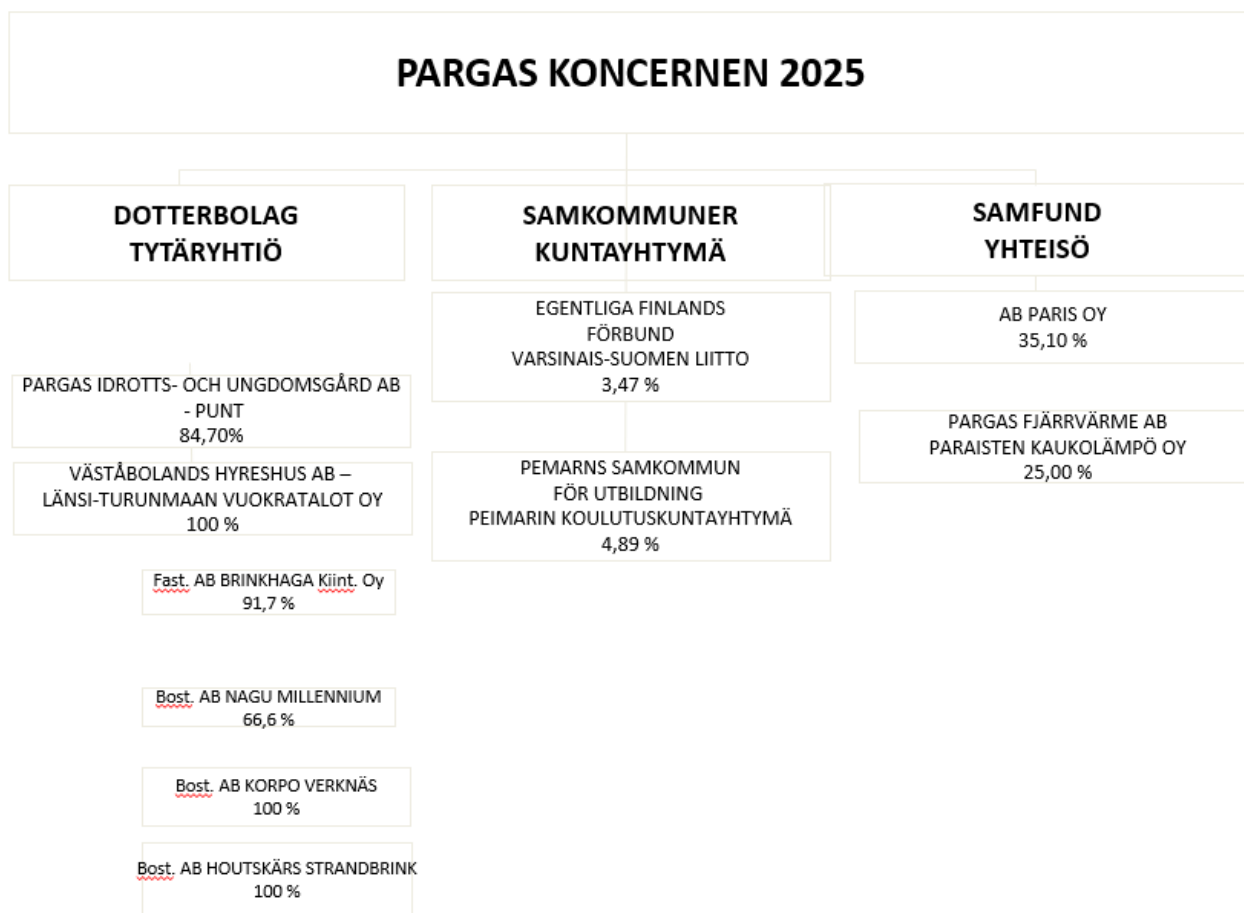 PARGAS KONCERNEN 2025
DOTTERBOLAG
TYTÄRYHTIÖ
PARGAS IDROTTS- OCH UNGDOMSGÅRD AB
- PUNT
84,70%
VÄSTÅBOLANDS HYRESHUS AB –
LÄNSI-TURUNMAAN VUOKRATALOT OY
100 %
Fast. AB BRINKHAGA Kiint. Oy
91,7 %
Bost. AB NAGU MILLENNIUM
66,6 %
Bost. AB KORPO VERKNÄS
100 %
Bost. AB HOUTSKÄRS STRANDBRINK
100 %
SAMKOMMUNER
KUNTAYHTYMÄ
EGENTLIGA FINLANDS
FÖRBUND
VARSINAIS-SUOMEN LIITTO
3,47 %
PEMARNS SAMKOMMUN
FÖR UTBILDNING
PEIMARIN KOULUTUSKUNTAYHTYMÄ
4,89 %
SAMFUND
YHTEISÖ
AB PARIS OY
35,10 %
PARGAS FJÄRRVÄRME AB
PARAISTEN KAUKOLÄMPÖ OY
25,00 %